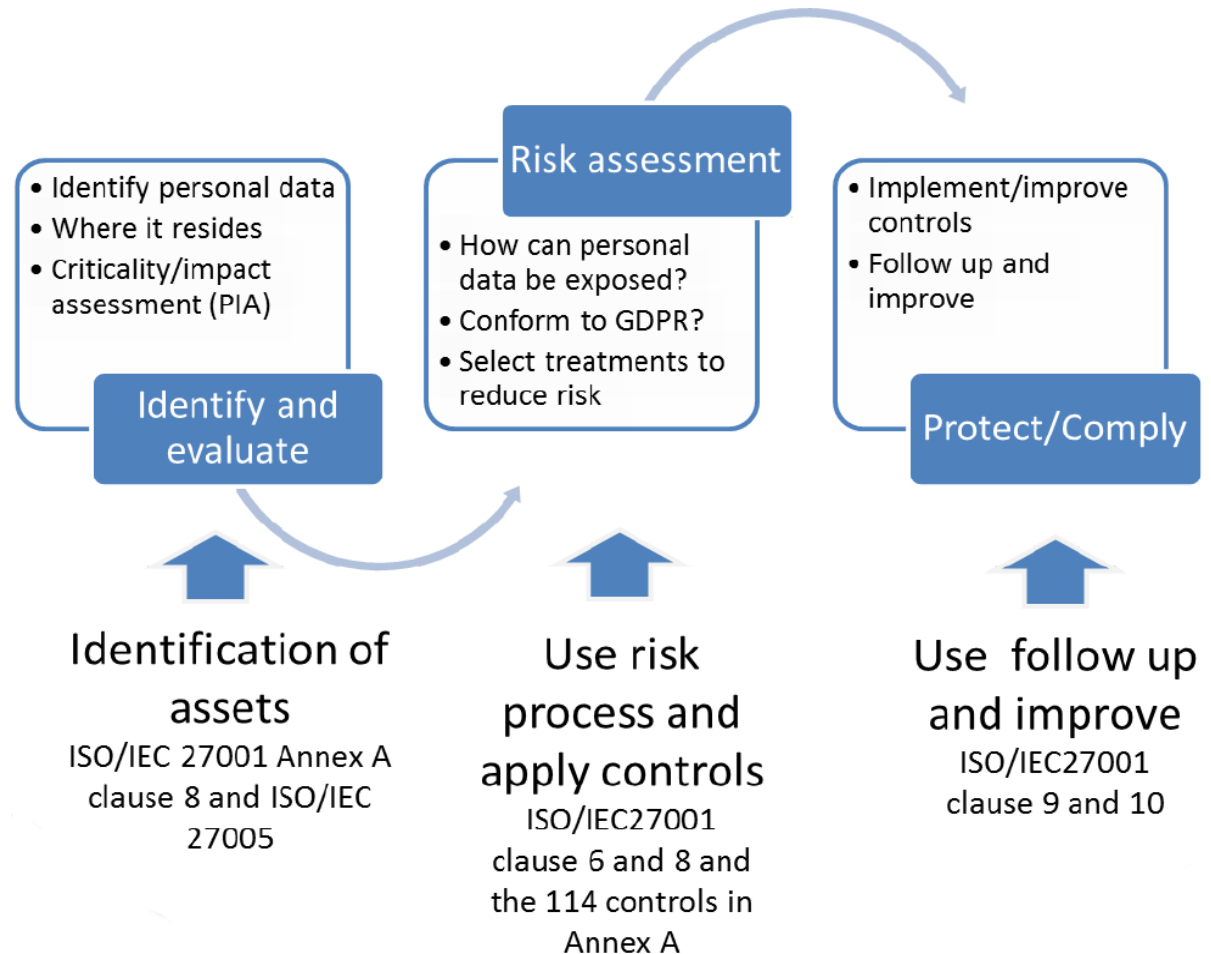 • Identify personal data
• Where it resides
• Criticality/impact
assessment (PIA)
Identify and
evaluate
Risk assessment
• How can personal
data be exposed?
• Conform to GDPR?
• Select treatments to
reduce risk
• Implement/improve
controls
• Follow up and
improve
Protect/Comply
Identification of
assets
ISO/IEC 27001 Annex A
clause 8 and ISO/IEC
27005
Use risk
process and
apply controls
ISO/IEC27001
clause 6 and 8 and
the 114 controls in
Annex A
Use follow up
and improve
ISO/IEC27001
clause 9 and 10